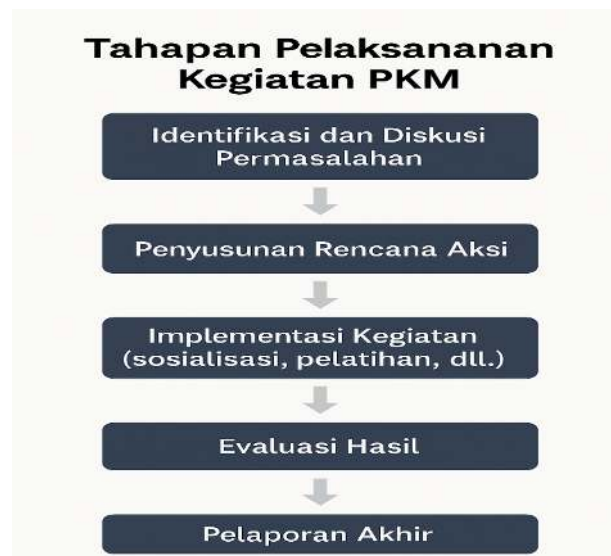 Tahapan Pelaksananan
Kegiatan PKM
Identifikasi dan Diskusi
Permasalahan
Penyusunan Rencana Aksi
Implementasi Kegiatan
(sosialisasi, pelatihan, dll.)
Evaluasi Hasil
Pelaporan Akhir